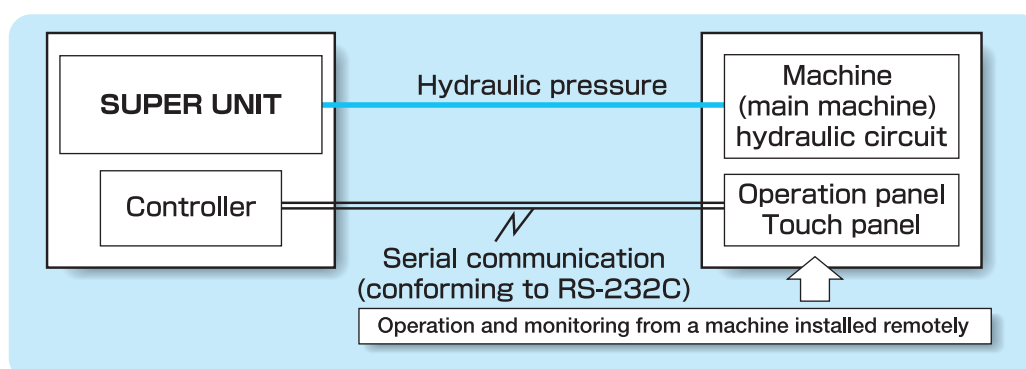 SUPER UNIT
Controller
Hydraulic pressure
Serial communication
(conforming to RS-232C)
Machine
(main machine)
hydraulic circuit
Operation panel
Touch panel
Operation and monitoring from a machine installed remotely